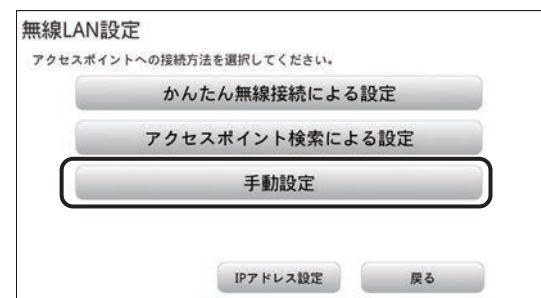 無線LAN設定
アクセスポイントへの接続方法を選択してください。
かんたん無線接続による設定
アクセスポイント検索による設定
手動設定
IPアドレス設定 戻る